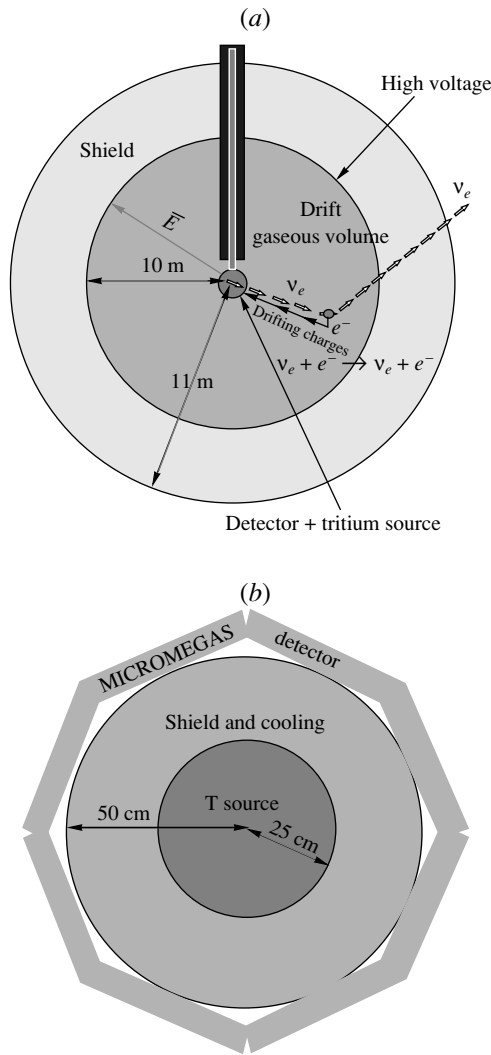 (a)
High voltage
Shield
νe
E̅
Drift
gaseous volume
10 m
νe
e−
Drifting charges
νe + e− → νe + e−
11 m
Detector + tritium source
(b)
MICROMEGAS
detector
Shield and cooling
T source
50 cm
25 cm